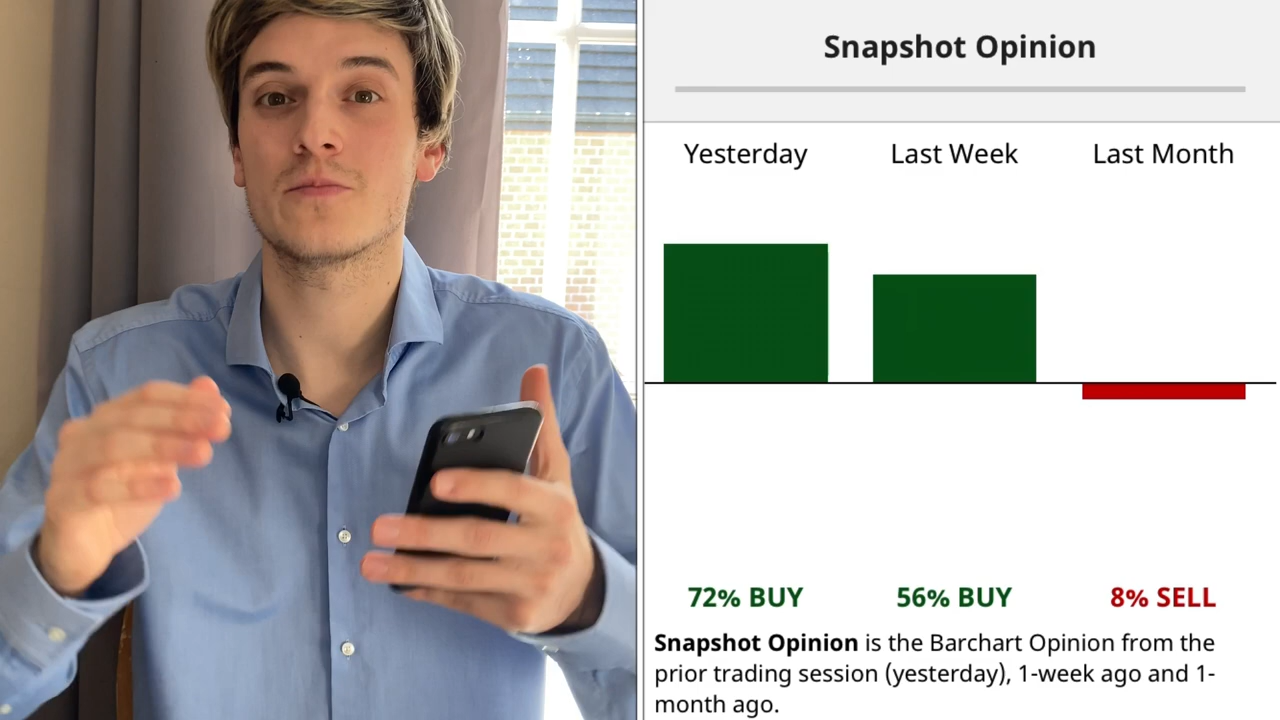 Snapshot Opinion
Yesterday Last Week Last Month
72% BUY 56% BUY 8% SELL
Snapshot Opinion is the Barchart Opinion from the
prior trading session (yesterday), 1-week ago and 1-
month ago.